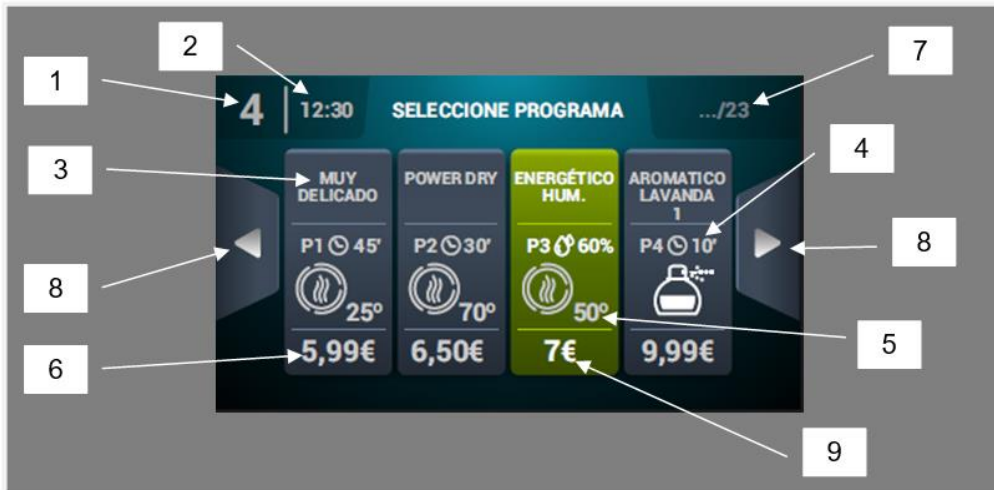 2
7
1
4 12:30 SELECCIONE PROGRAMA .../23
3
4
MUY DELICADO
POWER DRY
ENERGÉTICO HUM.
AROMATICO LAVANDA 1
P1 45'
P2 30'
P3 60%
P4 10'
8
8
25º
70º
50º
5
6
5,99€
6,50€
7€
9,99€
9